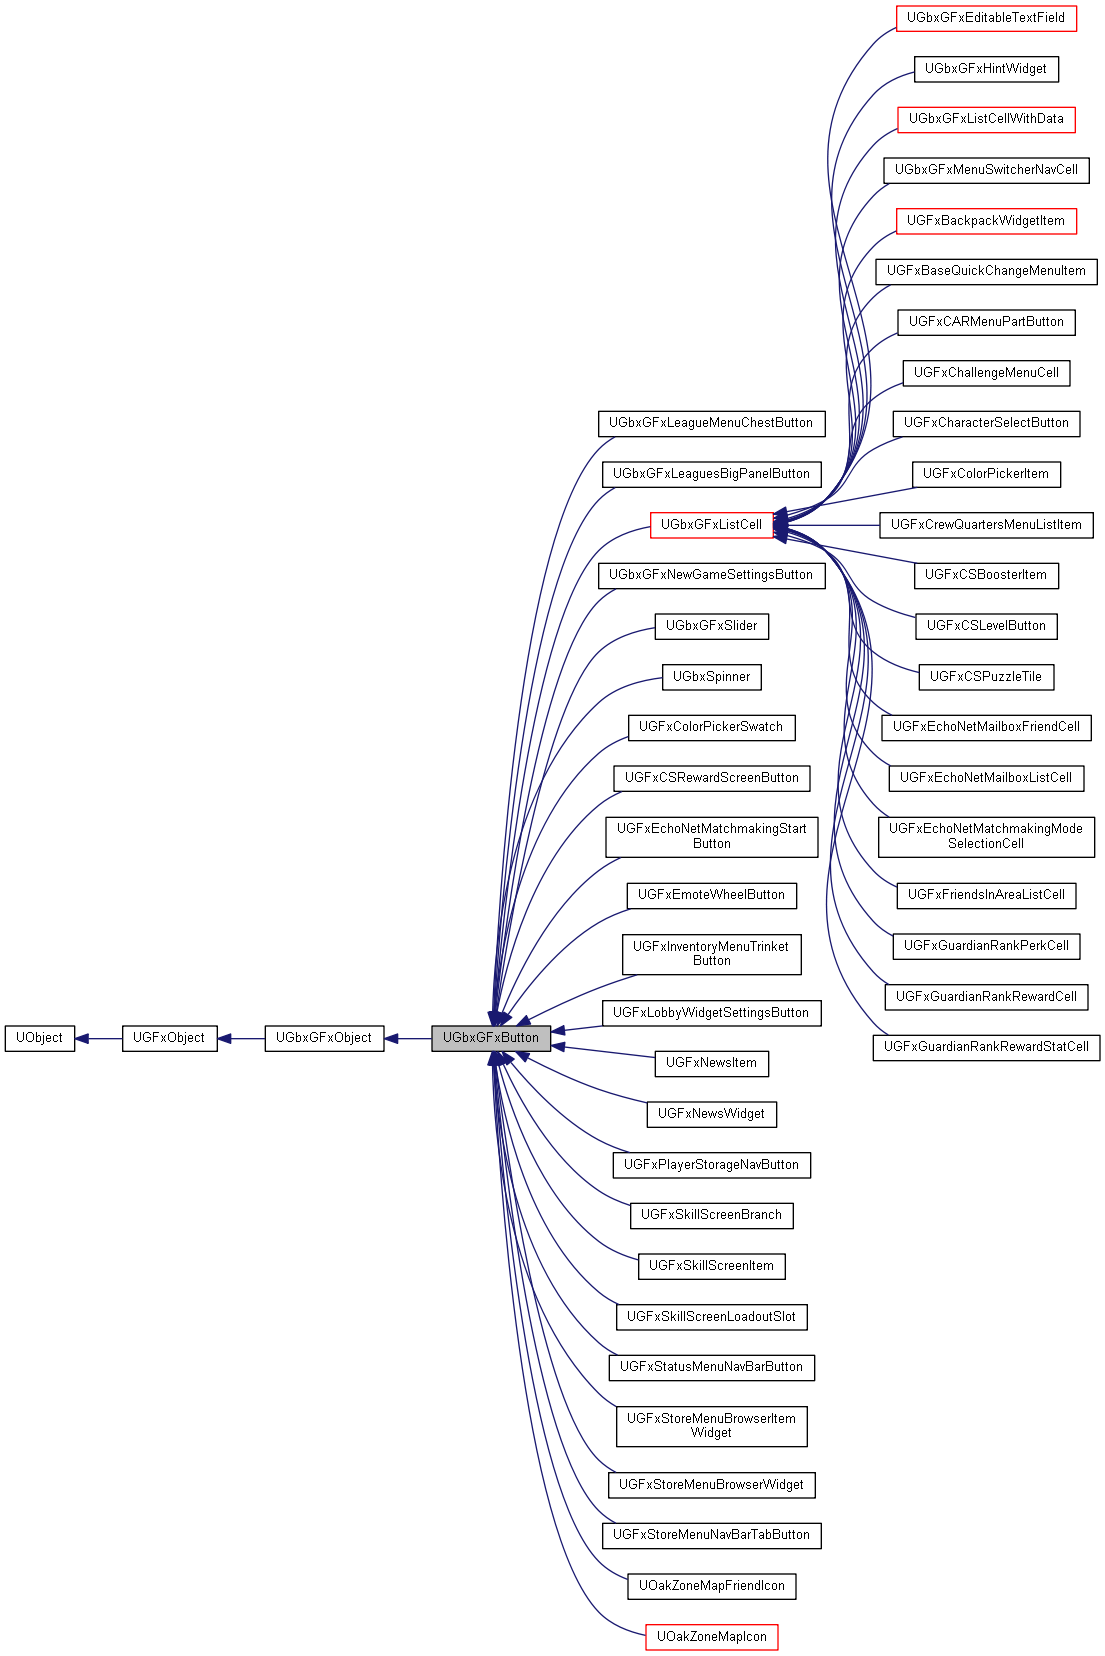 UObject
UGFxObject
UGbxGFxObject
UGbxGFxButton
UGbxGFxLeagueMenuChestButton
UGbxGFxLeaguesBigPanelButton
UGbxGFxListCell
UGbxGFxNewGameSettingsButton
UGbxGFxSlider
UGbxSpinner
UGFxColorPickerSwatch
UGFxCSRewardScreenButton
UGFxEchoNetMatchmakingStart
Button
UGFxEmoteWheelButton
UGFxInventoryMenuTrinket
Button
UGFxLobbyWidgetSettingsButton
UGFxNewsItem
UGFxNewsWidget
UGFxPlayerStorageNavButton
UGFxSkillScreenBranch
UGFxSkillScreenItem
UGFxSkillScreenLoadoutSlot
UGFxStatusMenuNavBarButton
UGFxStoreMenuBrowserItem
Widget
UGFxStoreMenuBrowserWidget
UGFxStoreMenuNavBarTabButton
UOakZoneMapFriendIcon
UOakZoneMapIcon
UGbxGFxEditableTextField
UGbxGFxHintWidget
UGbxGFxListCellWithData
UGbxGFxMenuSwitcherNavCell
UGFxBackpackWidgetItem
UGFxBaseQuickChangeMenuItem
UGFxCARMenuPartButton
UGFxChallengeMenuCell
UGFxCharacterSelectButton
UGFxColorPickerItem
UGFxCrewQuartersMenuListItem
UGFxCSBoosterItem
UGFxCSLevelButton
UGFxCSPuzzleTile
UGFxEchoNetMailboxFriendCell
UGFxEchoNetMailboxListCell
UGFxEchoNetMatchmakingMode
SelectionCell
UGFxFriendsInAreaListCell
UGFxGuardianRankPerkCell
UGFxGuardianRankRewardCell
UGFxGuardianRankRewardStatCell